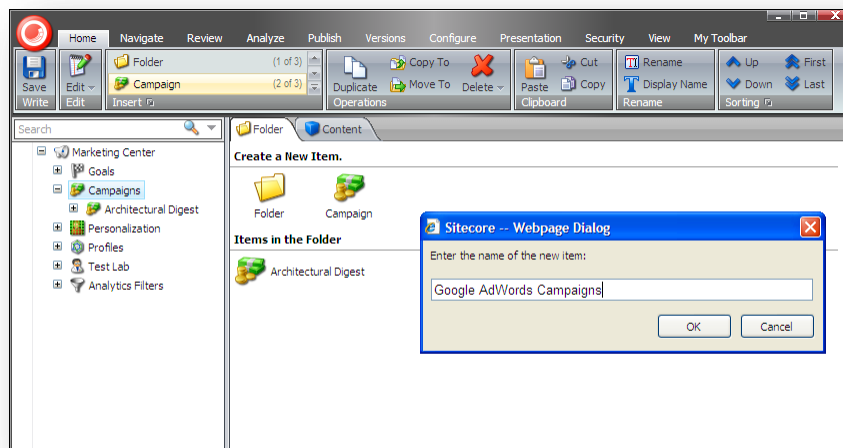 Home Navigate Review Analyze Publish Versions Configure Presentation Security View My Toolbar
Save
Write
Edit
Edit
Folder (1 of 3)
Campaign (2 of 3)
Insert
Duplicate
Copy To
Move To
Delete
Operations
Paste
Cut
Copy
Clipboard
Rename
Display Name
Rename
Up
Down
First
Last
Sorting
Search
Marketing Center
Goals
Campaigns
Architectural Digest
Personalization
Profiles
Test Lab
Analytics Filters
Folder Content
Create a New Item.
Folder Campaign
Items in the Folder
Architectural Digest
Sitecore -- Webpage Dialog
Enter the name of the new item:
Google AdWords Campaigns
OK Cancel